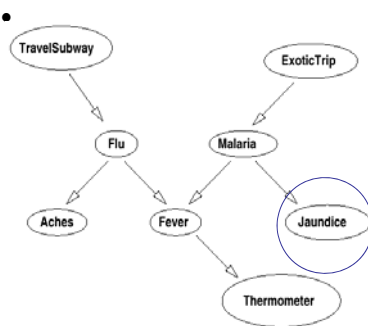 TravelSubway
ExoticTrip
Flu
Malaria
Aches
Fever
Jaundice
Thermometer